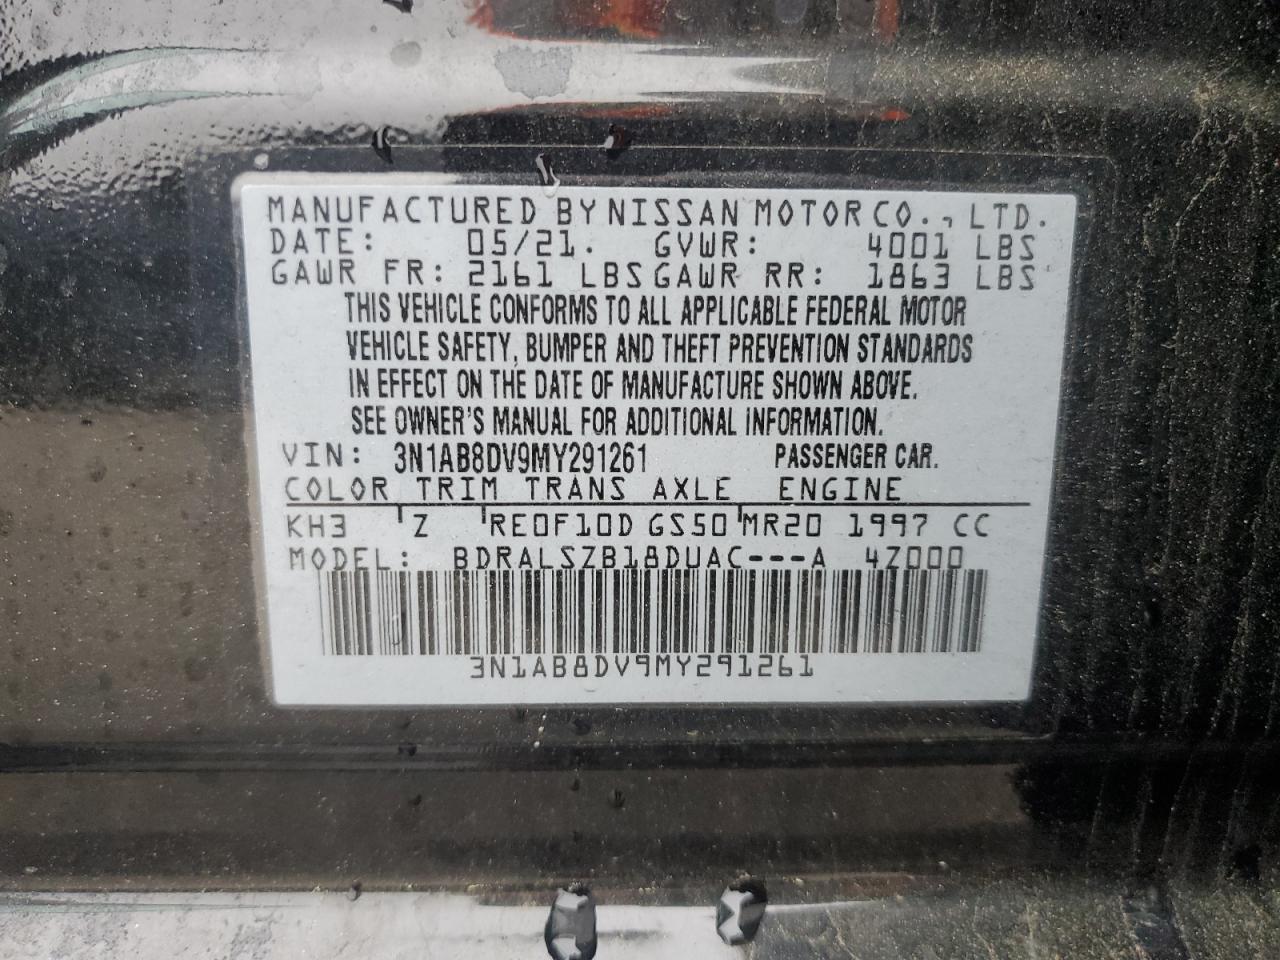 MANUFACTURED BY NISSAN MOTOR CO., LTD.
DATE: 05/21. GVWR: 4001 LBS
GAWR FR: 2161 LBS GAWR RR: 1863 LBS
THIS VEHICLE CONFORMS TO ALL APPLICABLE FEDERAL MOTOR
VEHICLE SAFETY, BUMPER AND THEFT PREVENTION STANDARDS
IN EFFECT ON THE DATE OF MANUFACTURE SHOWN ABOVE.
SEE OWNER'S MANUAL FOR ADDITIONAL INFORMATION.
VIN: 3N1AB8DV9MY291261 PASSENGER CAR.
COLOR TRIM TRANS AXLE ENGINE
KH3 Z RE0F10D GS50 MR20 1997 CC
MODEL: BDRALSZB18DUAC---A 4Z000
3N1AB8DV9MY291261